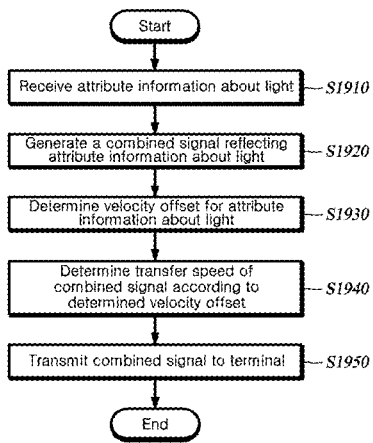 Start
Receive attribute information about light
S1910
Generate a combined signal reflecting
attribute information about light
S1920
Determine velocity offset for attribute
information about light
S1930
Determine transfer speed of
combined signal according to
determined velocity offset
S1940
Transmit combined signal to terminal
S1950
End